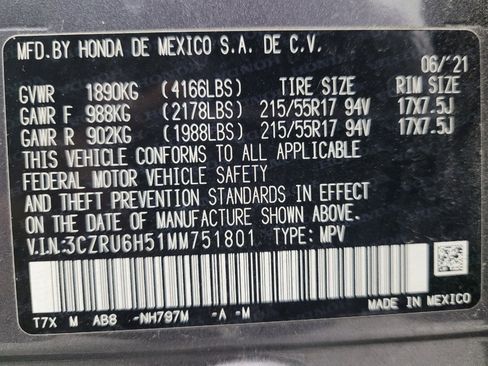 MFD. BY HONDA DE MEXICO S.A. DE C.V.
06/'21
GVWR 1890KG (4166LBS) TIRE SIZE RIM SIZE
GAWR F 988KG (2178LBS) 215/55R17 94V 17X7.5J
GAWR R 902KG (1988LBS) 215/55R17 94V 17X7.5J
THIS VEHICLE CONFORMS TO ALL APPLICABLE
FEDERAL MOTOR VEHICLE SAFETY
AND THEFT PREVENTION STANDARDS IN EFFECT ON
THE DATE OF MANUFACTURE SHOWN ABOVE.
V.I.N:3CZRU6H51MM751801 TYPE: MPV
T7X M AB8 -NH797M -A -M
MADE IN MEXICO